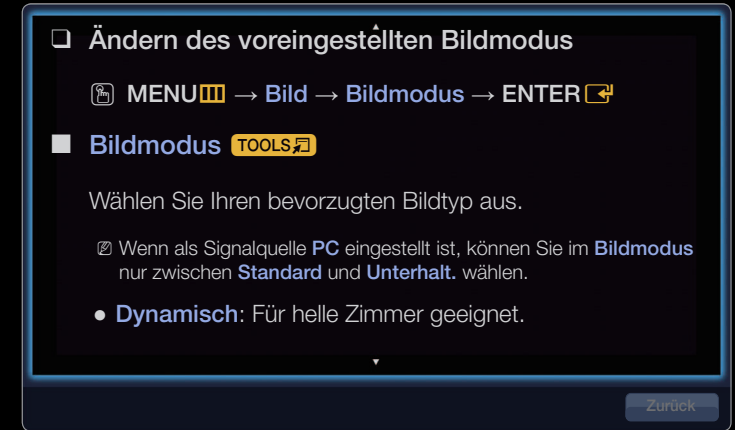 ❑ Ändern des voreingestellten Bildmodus
MENU → Bild → Bildmodus → ENTER
■ Bildmodus TOOLS
Wählen Sie Ihren bevorzugten Bildtyp aus.
Wenn als Signalquelle PC eingestellt ist, können Sie im Bildmodus
nur zwischen Standard und Unterhalt. wählen.
● Dynamisch: Für helle Zimmer geeignet.
Zurück